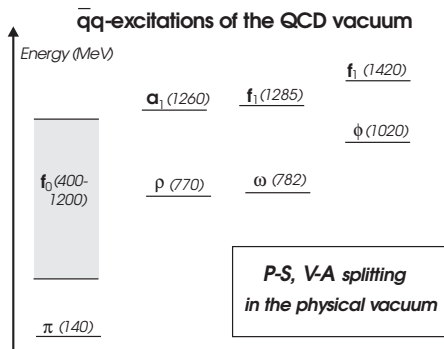 q̅q-excitations of the QCD vacuum
Energy (MeV)
f₁ (1420)
a₁ (1260)
f₁ (1285)
ϕ (1020)
f₀ (400-
1200)
ρ (770)
ω (782)
P-S, V-A splitting
in the physical vacuum
π (140)